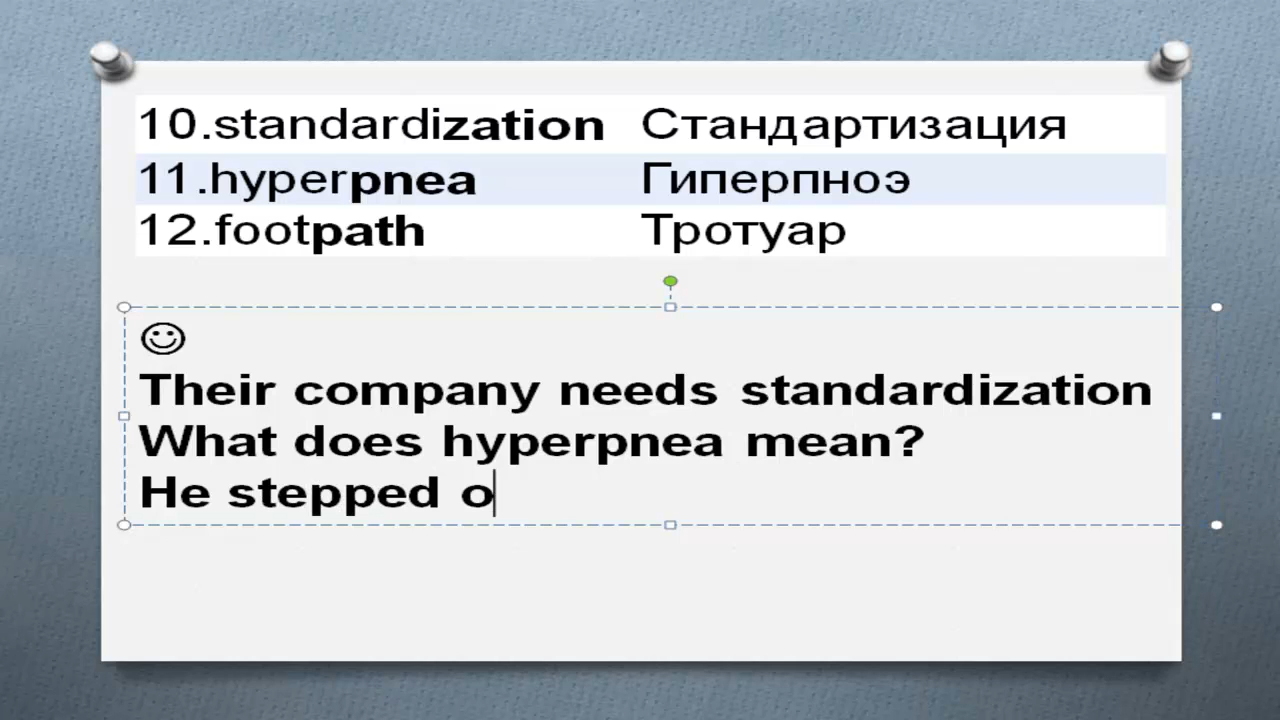 10.standardization Стандартизация
11.hyperpnea Гиперпноэ
12.footpath Тротуар
☺
Their company needs standardization
What does hyperpnea mean?
He stepped o